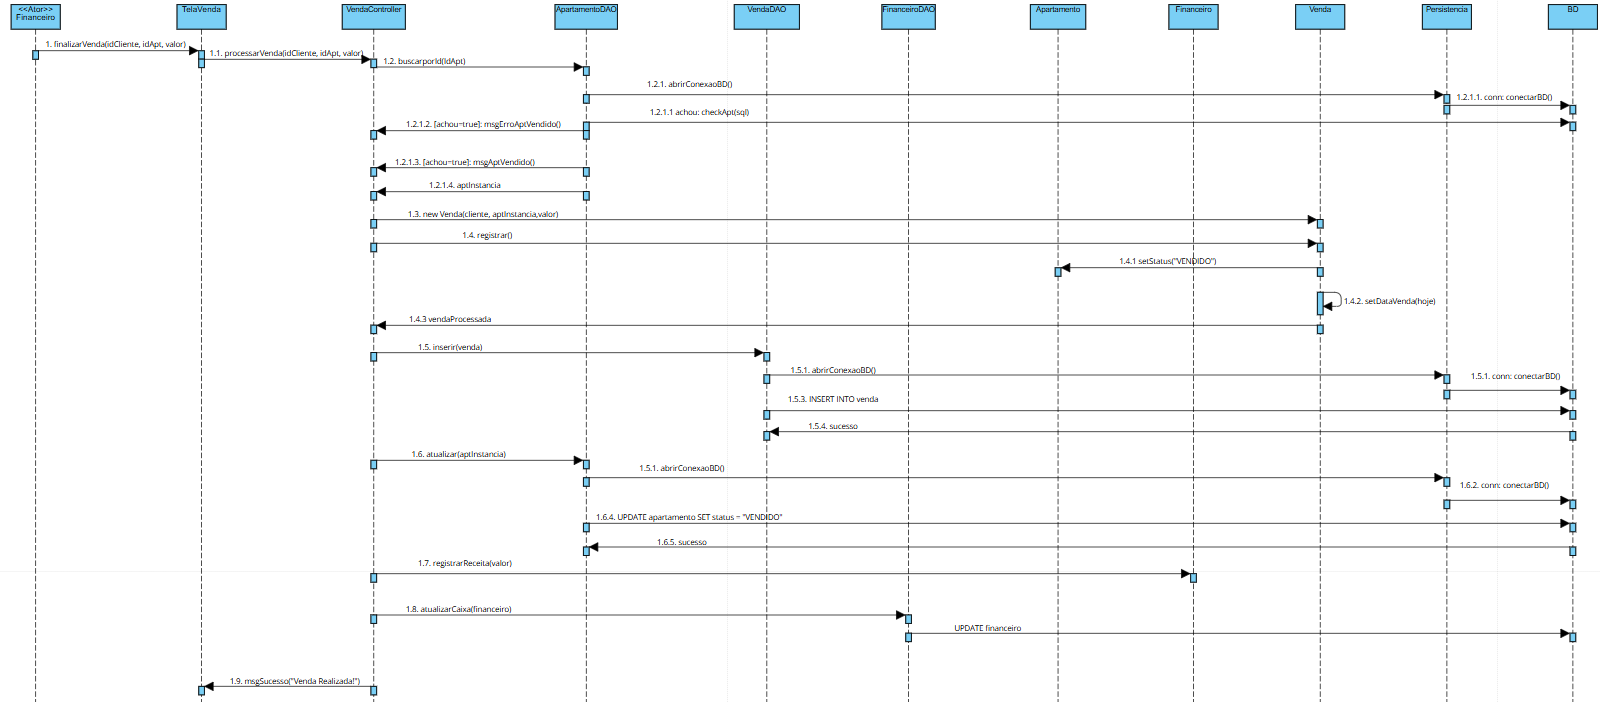 <<Ator>>
Financeiro
TelaVenda
VendaController
ApartamentoDAO
VendaDAO
FinanceiroDAO
Apartamento
Financeiro
Venda
Persistencia
BD
1. finalizarVenda(idCliente, idApt, valor)
1.1. processarVenda(idCliente, idApt, valor)
1.2. buscarporId(IdApt)
1.2.1. abrirConexaoBD()
1.2.1.1. conn: conectarBD()
1.2.1.1 achou: checkApt(sql)
1.2.1.2. [achou=true]: msgErroAptVendido()
1.2.1.3. [achou=true]: msgAptVendido()
1.2.1.4. aptInstancia
1.3. new Venda(cliente, aptInstancia,valor)
1.4. registrar()
1.4.1 setStatus("VENDIDO")
1.4.2. setDataVenda(hoje)
1.4.3 vendaProcessada
1.5. inserir(venda)
1.5.1. abrirConexaoBD()
1.5.1. conn: conectarBD()
1.5.3. INSERT INTO venda
1.5.4. sucesso
1.6. atualizar(aptInstancia)
1.5.1. abrirConexaoBD()
1.6.2. conn: conectarBD()
1.6.4. UPDATE apartamento SET status = "VENDIDO"
1.6.5. sucesso
1.7. registrarReceita(valor)
1.8. atualizarCaixa(financeiro)
UPDATE financeiro
1.9. msgSucesso("Venda Realizada!")